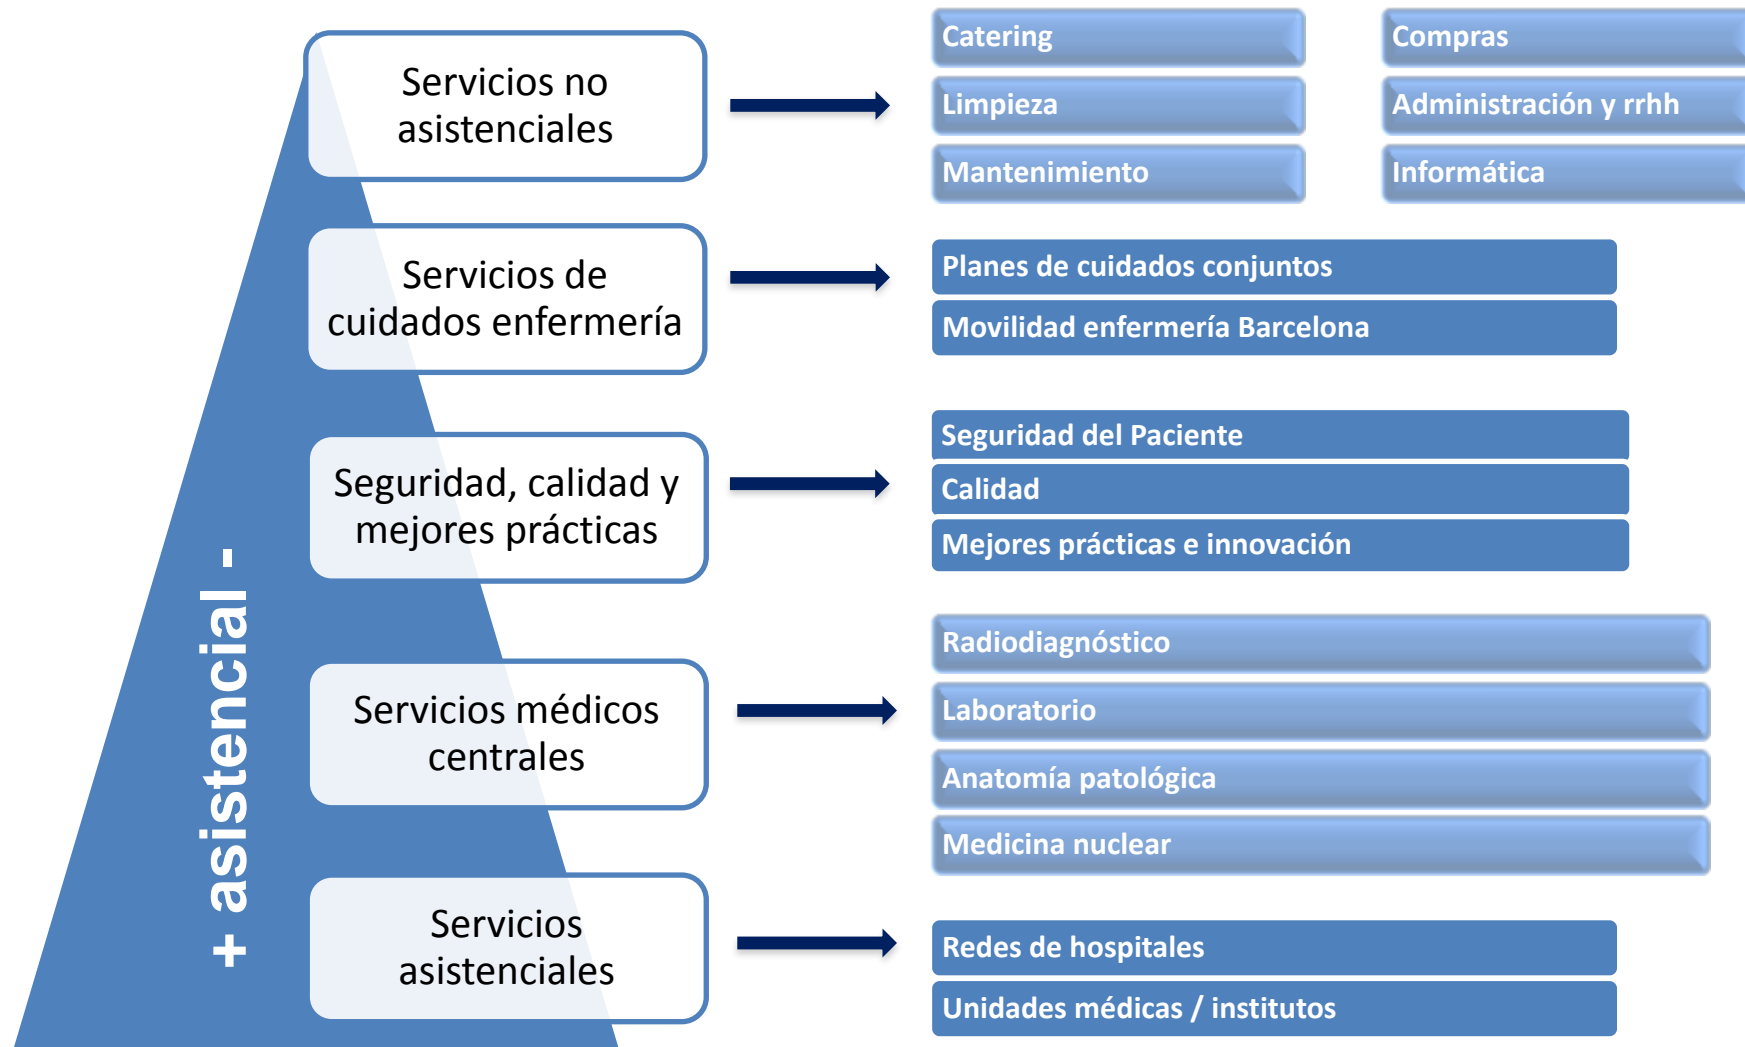 Servicios no
asistenciales
Catering
Compras
Limpieza
Administración y rrhh
Mantenimiento
Informática
Servicios de
cuidados enfermería
Planes de cuidados conjuntos
Movilidad enfermería Barcelona
Seguridad, calidad y
mejores prácticas
Seguridad del Paciente
Calidad
Mejores prácticas e innovación
Servicios médicos
centrales
Radiodiagnóstico
Laboratorio
Anatomía patológica
Medicina nuclear
Servicios
asistenciales
Redes de hospitales
Unidades médicas / institutos
+ asistencial -